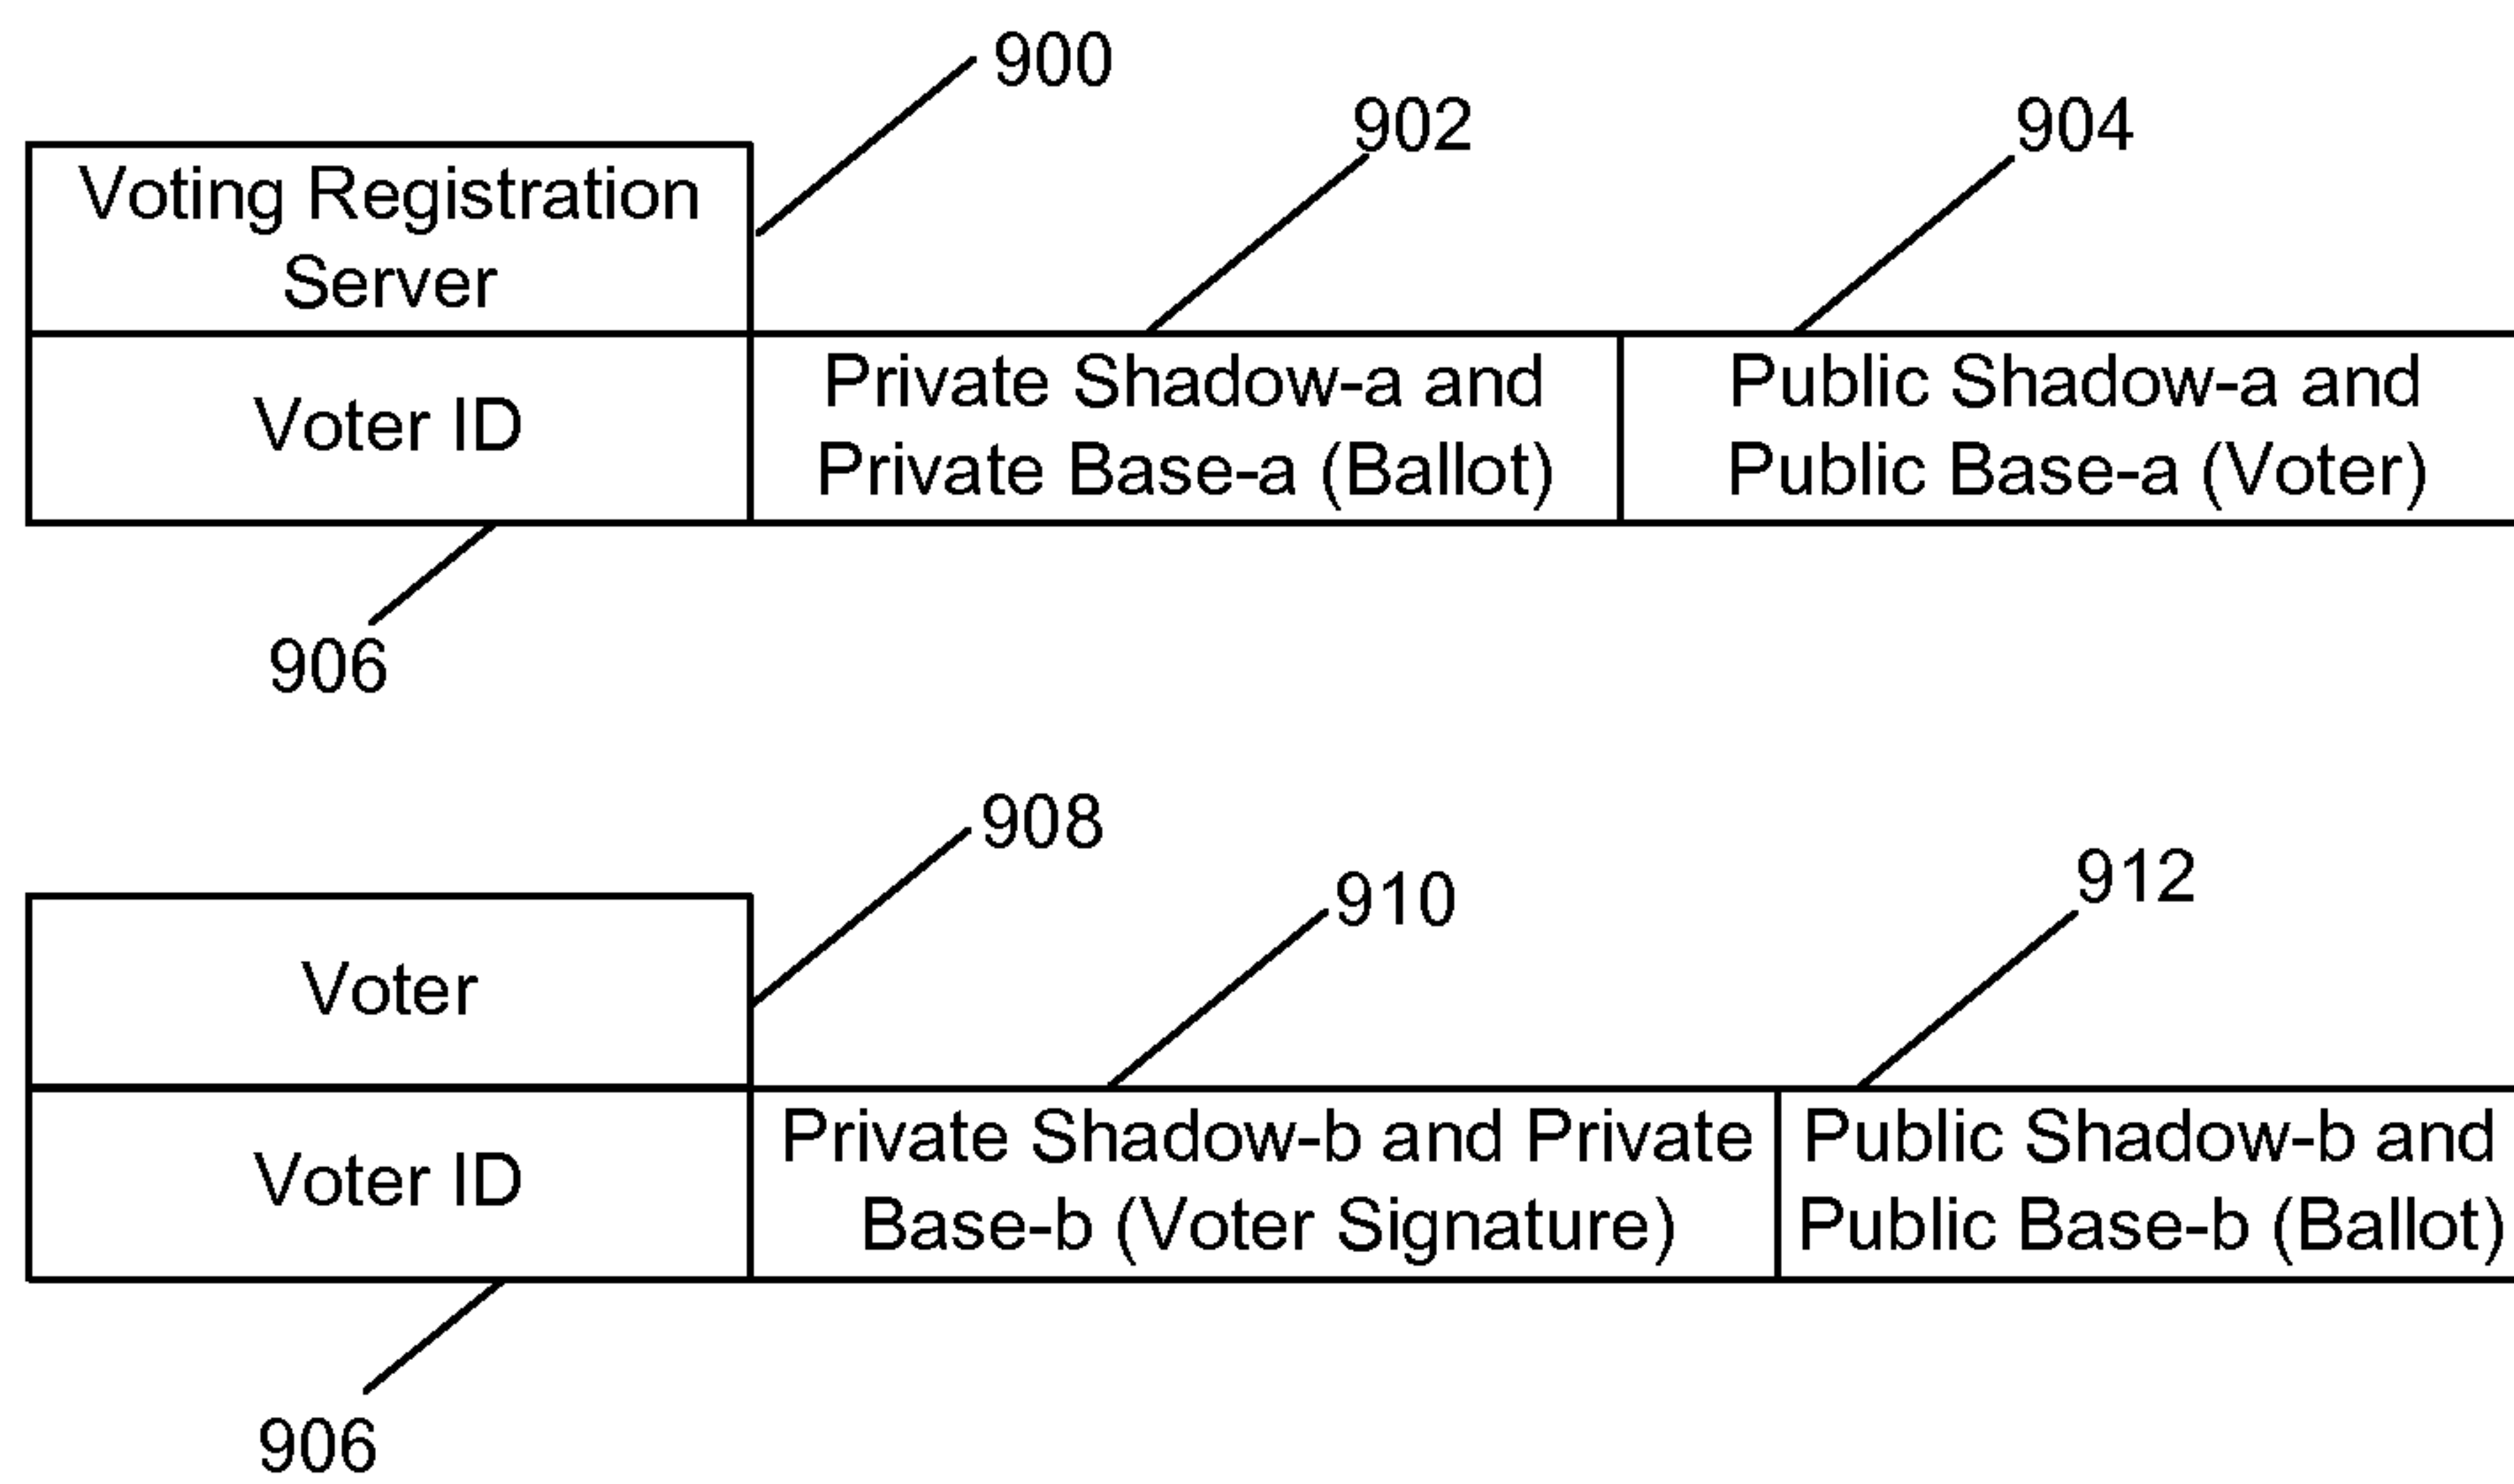 900
902
904
Voting Registration
Server
Voter ID
Private Shadow-a and
Private Base-a (Ballot)
Public Shadow-a and
Public Base-a (Voter)
906
908
910
912
Voter
Voter ID
Private Shadow-b and Private
Base-b (Voter Signature)
Public Shadow-b and
Public Base-b (Ballot)
906